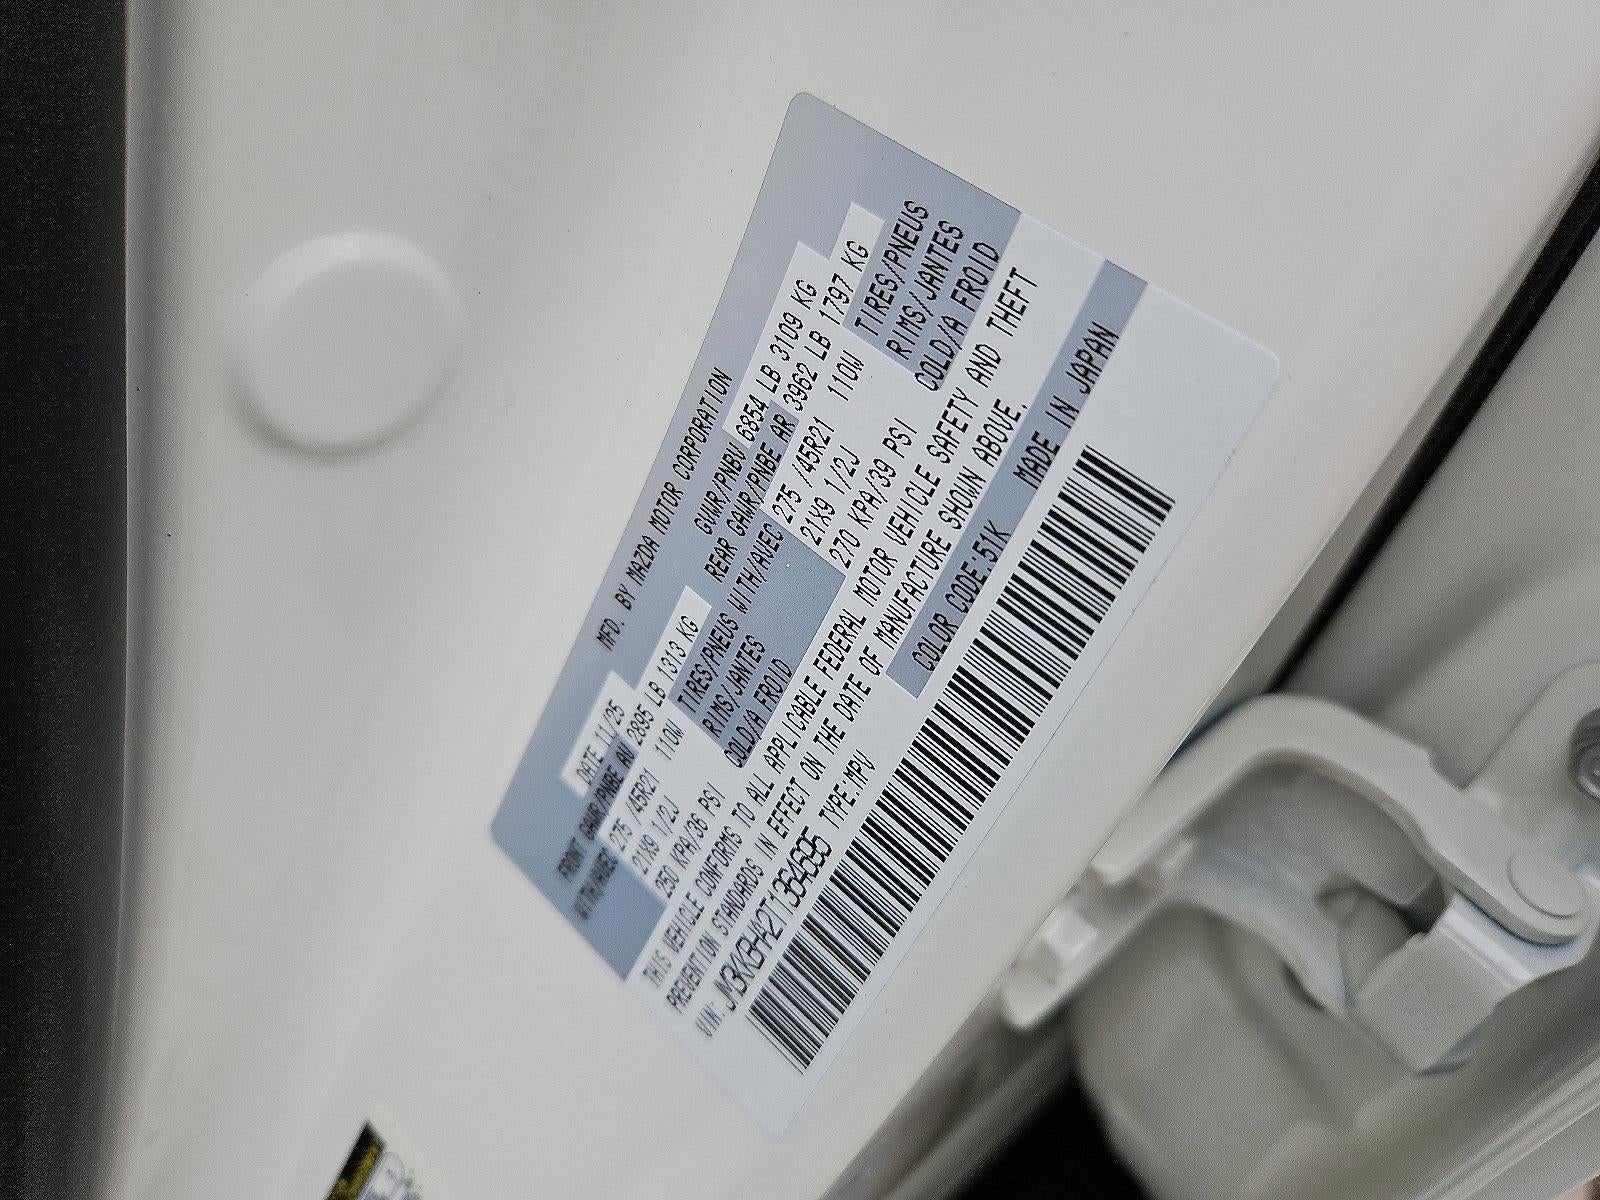 MFD. BY MAZDA MOTOR CORPORATION
DATE 11/25 GVWR/PNBV 6854 LB 3109 KG
FRONT GAWR/PNBE AV 2895 LB 1313 KG REAR GAWR/PNBE AR 3962 LB 1797 KG
WITH/AVEC 275 /45R21 110W TIRES/PNEUS WITH/AVEC 275 /45R21 110W TIRES/PNEUS
21X9 1/2J RIMS/JANTES 21X9 1/2J RIMS/JANTES
250 KPA/36 PSI COLD/A FROID 270 KPA/39 PSI COLD/A FROID
THIS VEHICLE CONFORMS TO ALL APPLICABLE FEDERAL MOTOR VEHICLE SAFETY AND THEFT
PREVENTION STANDARDS IN EFFECT ON THE DATE OF MANUFACTURE SHOWN ABOVE.
VIN: JM3KKBHA2T1364695 TYPE:MPV COLOR CODE:51K MADE IN JAPAN